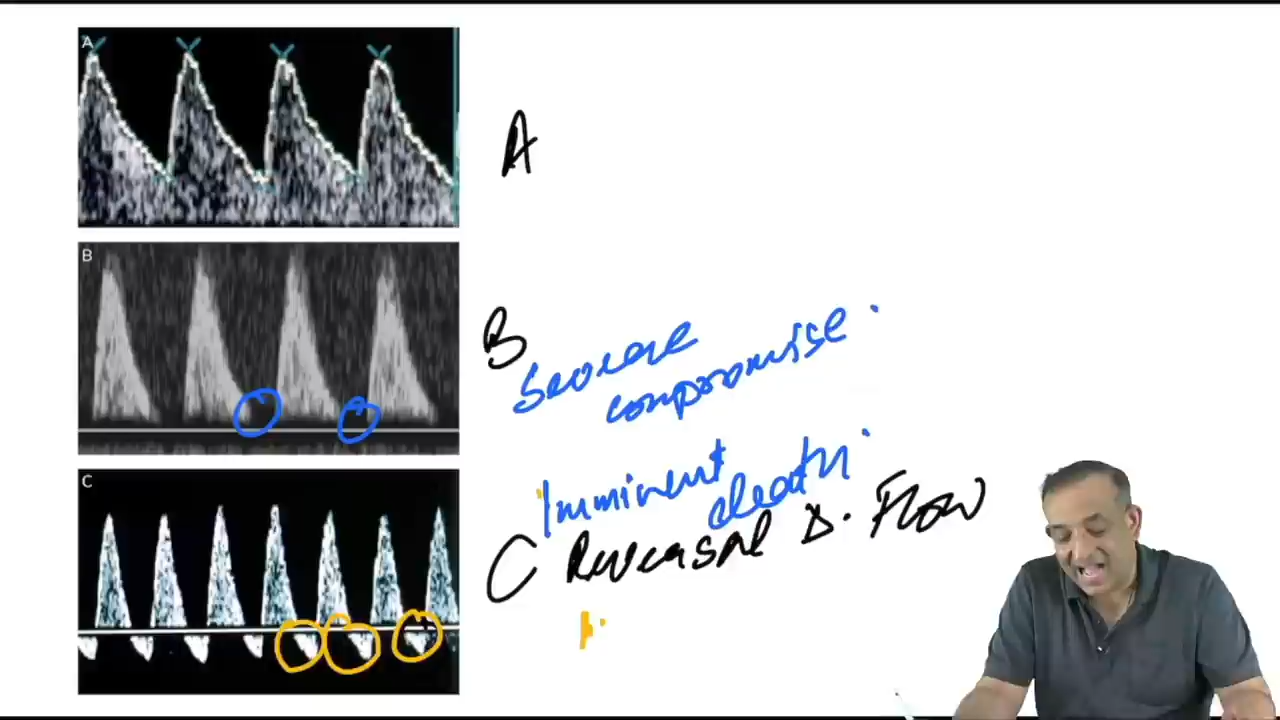 A
A
B
B
Severe
compromise.
C
Imminent
death.
C Reversal D. Flow